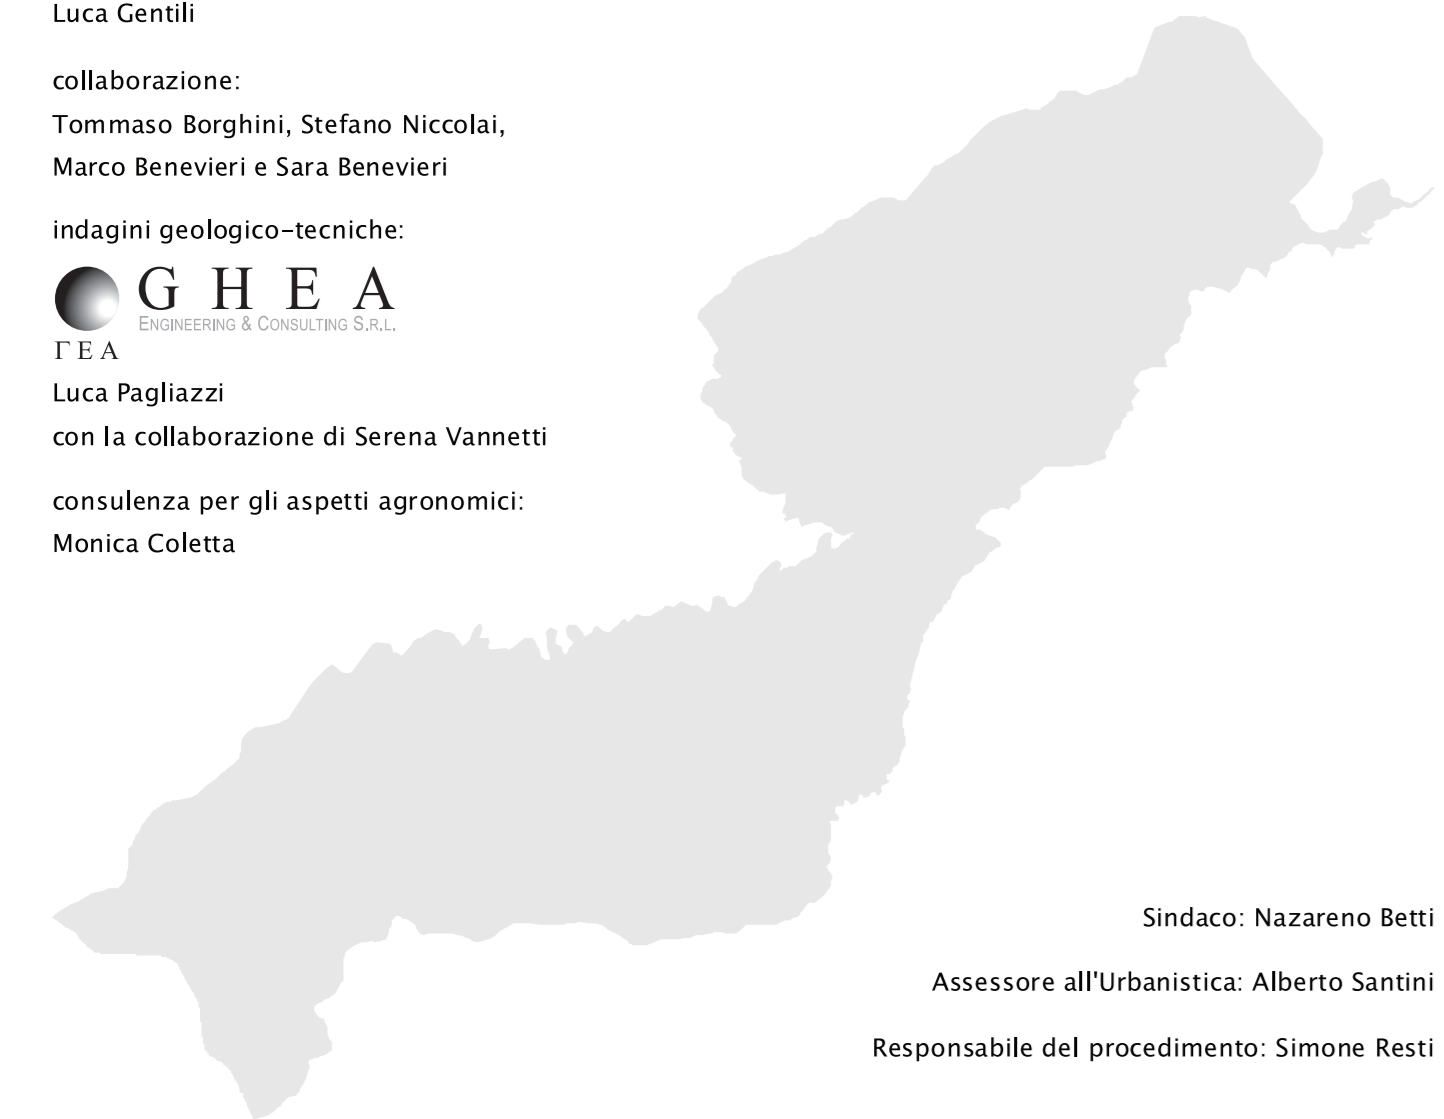 Luca Gentili
collaborazione:
Tommaso Borghini, Stefano Niccolai,
Marco Benevieri e Sara Benevieri
indagini geologico-tecniche:
GHEA
ENGINEERING & CONSULTING S.R.L.
ΓΕΑ
Luca Pagliazzi
con la collaborazione di Serena Vannetti
consulenza per gli aspetti agronomici:
Monica Coletta
Sindaco: Nazareno Betti
Assessore all'Urbanistica: Alberto Santini
Responsabile del procedimento: Simone Resti